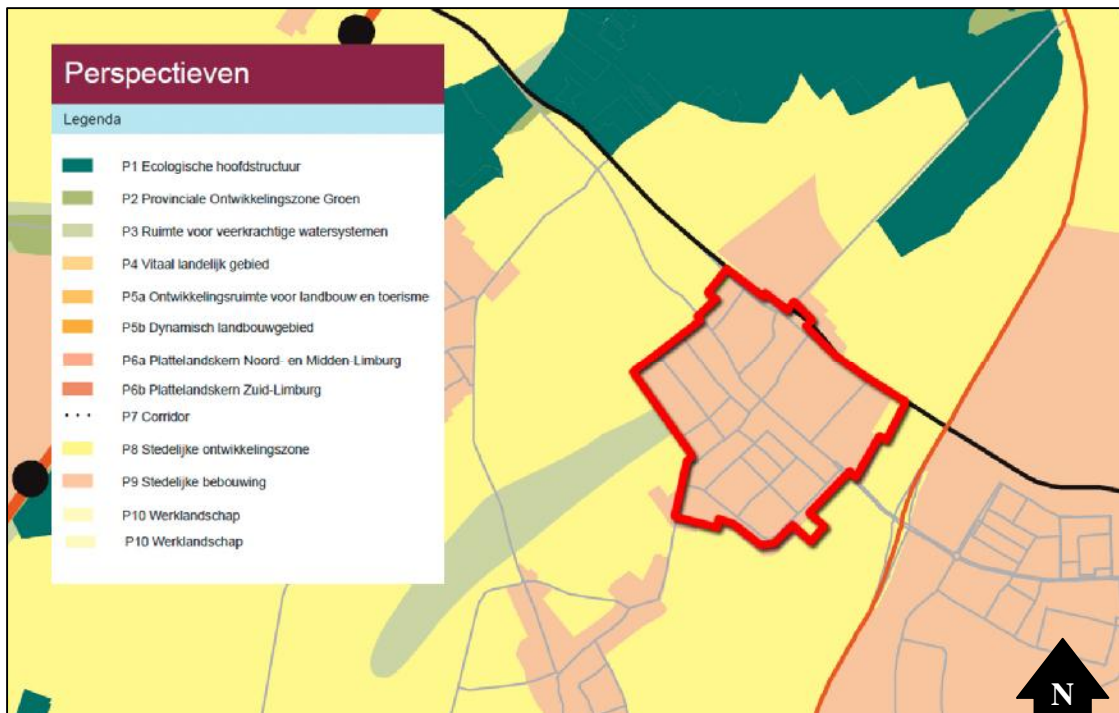 Perspectieven
Legenda
P1 Ecologische hoofdstructuur
P2 Provinciale Ontwikkelingszone Groen
P3 Ruimte voor veerkrachtige watersystemen
P4 Vitaal landelijk gebied
P5a Ontwikkelingsruimte voor landbouw en toerisme
P5b Dynamisch landbouwgebied
P6a Plattelandskern Noord- en Midden-Limburg
P6b Plattelandskern Zuid-Limburg
P7 Corridor
P8 Stedelijke ontwikkelingszone
P9 Stedelijke bebouwing
P10 Werklandschap
P10 Werklandschap
N